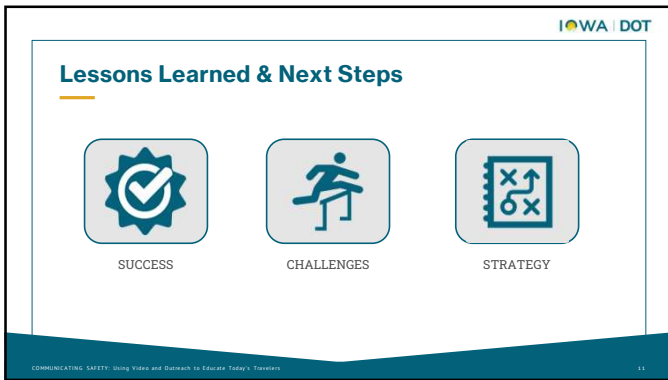 IOWA DOT
Lessons Learned & Next Steps
SUCCESS
CHALLENGES
STRATEGY
COMMUNICATING SAFETY: Using Video and Outreach to Educate Today's Travelers
11